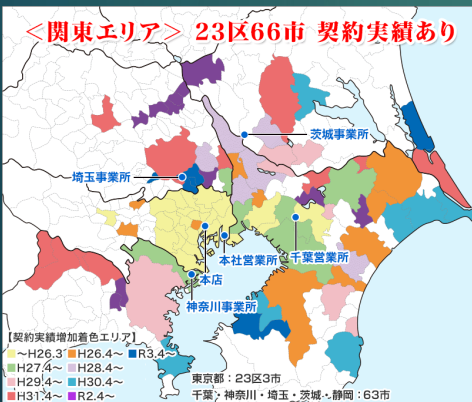 ＜関東エリア＞ 23区66市 契約実績あり
茨城事業所
埼玉事業所
本社営業所
千葉営業所
本店
神奈川事業所
【契約実績増加着色エリア】
～H26.3 H26.4～ R3.4～
H27.4～ H28.4～
H29.4～ H30.4～
H31.4～ R2.4～
東京都：23区3市
千葉・神奈川・埼玉・茨城・静岡：63市